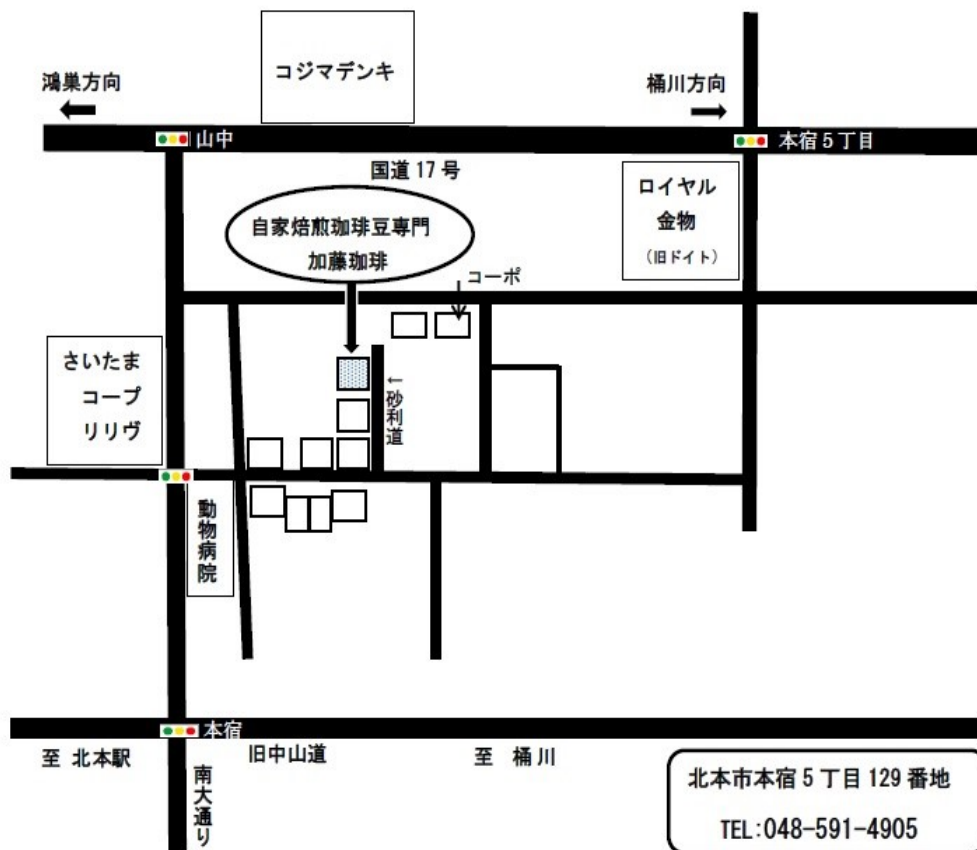 コジマデンキ
鴻巣方向
桶川方向
山中
本宿5丁目
国道17号
ロイヤル
金物
(旧ドイト)
自家焙煎珈琲豆専門
加藤珈琲
コーポ
さいたま
コープ
リリヴ
←砂利道
動物病院
本宿
至 北本駅
旧中山道
至 桶川
南大通り
北本市本宿5丁目129番地
TEL:048-591-4905